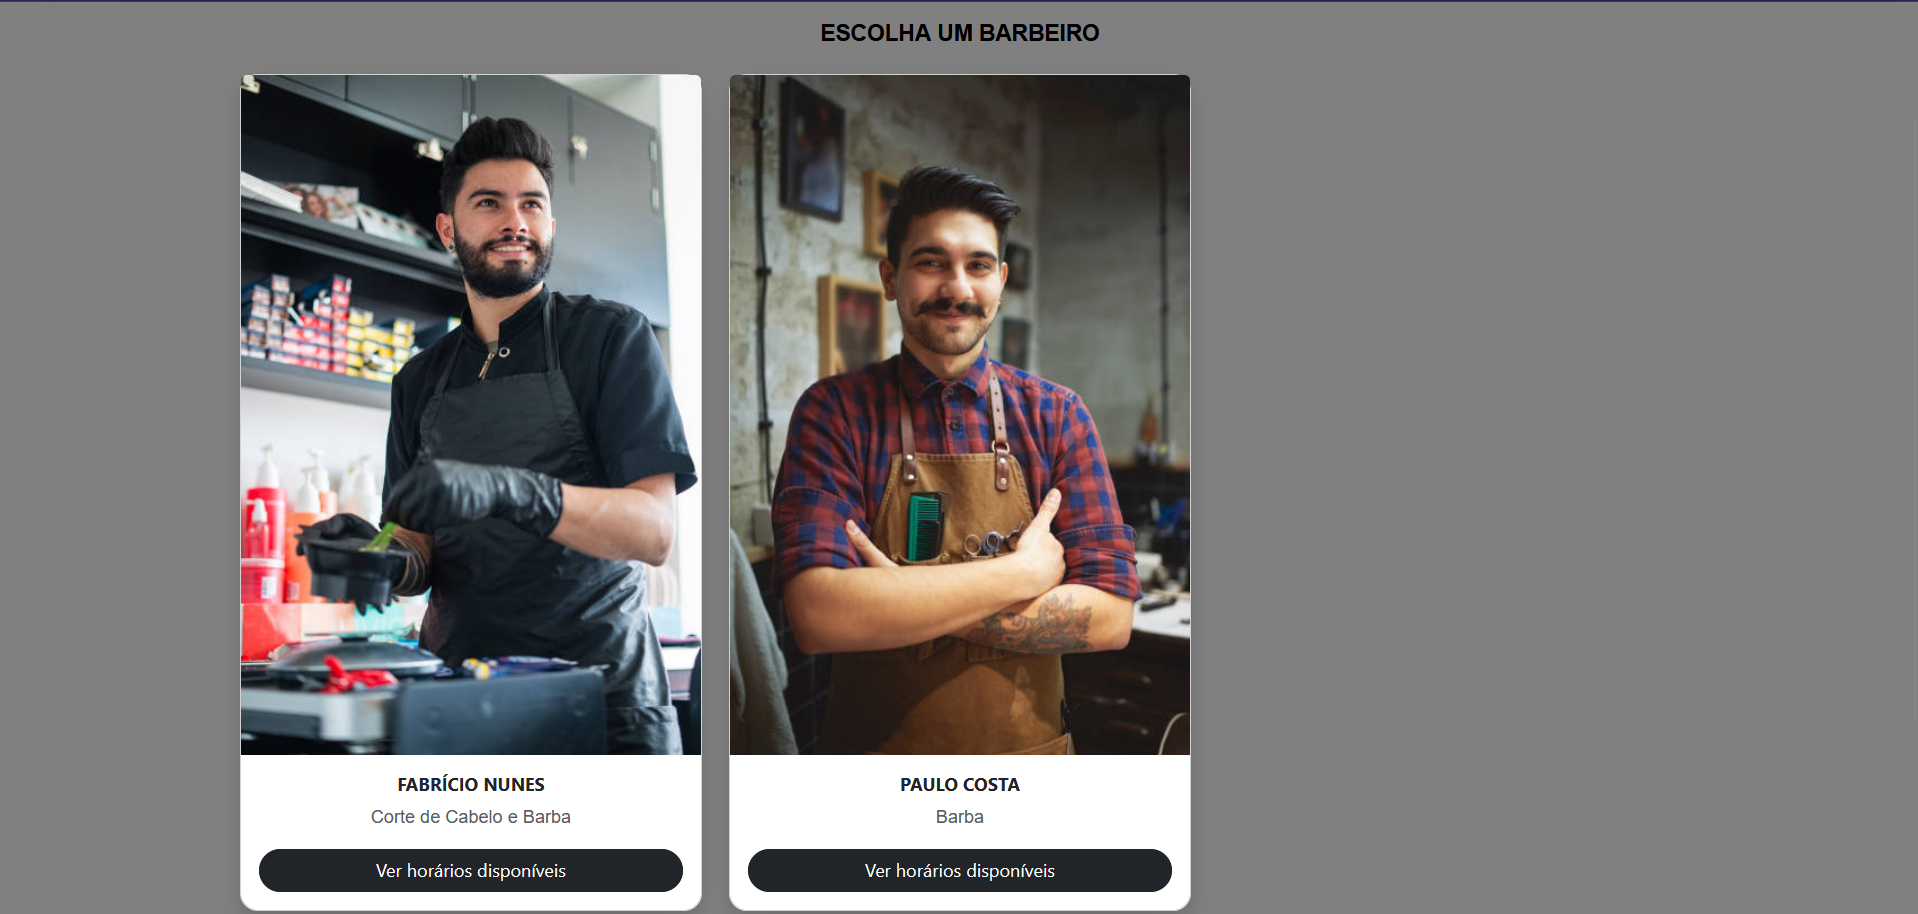 ESCOLHA UM BARBEIRO
FABRÍCIO NUNES
Corte de Cabelo e Barba
Ver horários disponíveis
PAULO COSTA
Barba
Ver horários disponíveis